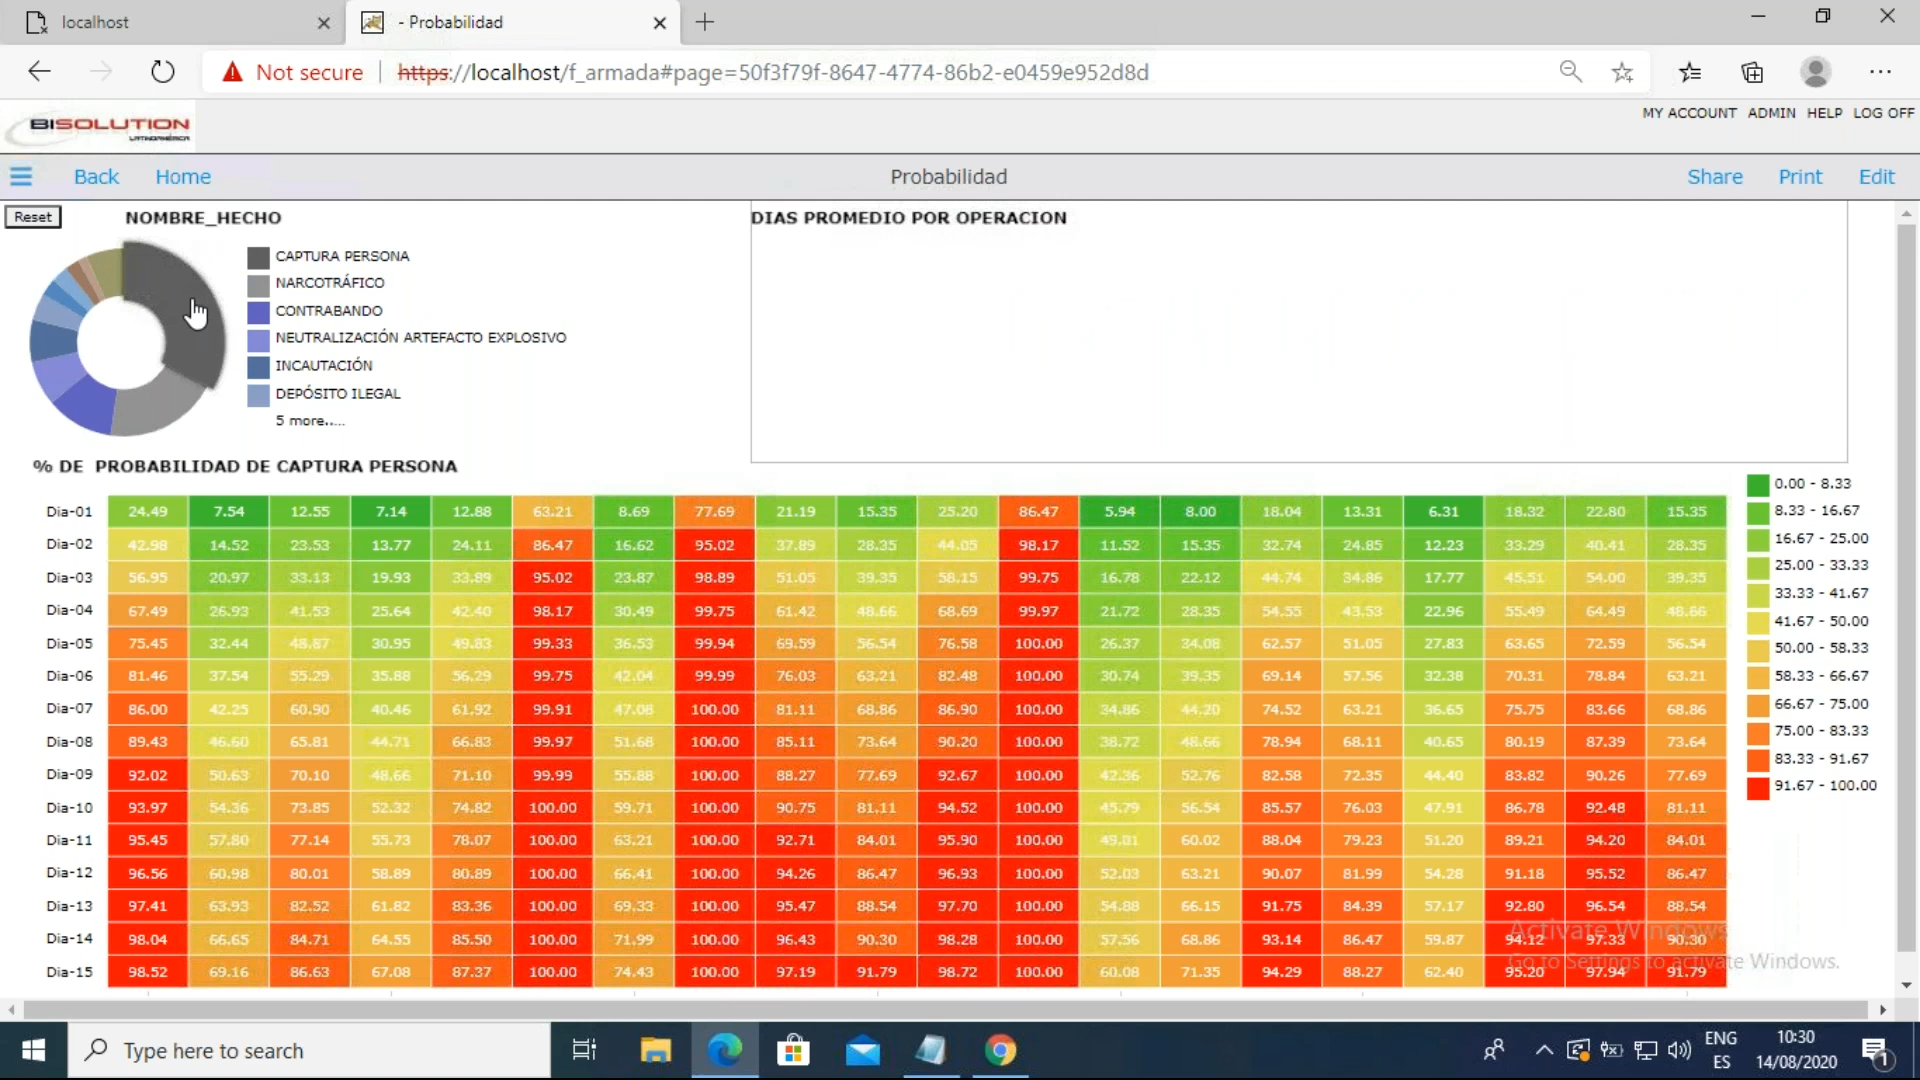 localhost
- Probabilidad
Not secure
https://localhost/f_armada#page=50f3f79f-8647-4774-86b2-e0459e952d8d
BISOLUTION
LATINOAMÉRICA
MY ACCOUNT ADMIN HELP LOG OFF
Back Home Probabilidad Share Print Edit
Reset NOMBRE_HECHO DIAS PROMEDIO POR OPERACION
CAPTURA PERSONA
NARCOTRÁFICO
CONTRABANDO
NEUTRALIZACIÓN ARTEFACTO EXPLOSIVO
INCAUTACIÓN
DEPÓSITO ILEGAL
5 more.....
% DE PROBABILIDAD DE CAPTURA PERSONA
Dia-01 24.49 7.54 12.55 7.14 12.88 63.21 8.69 77.69 21.19 15.35 25.20 86.47 5.94 8.00 18.04 13.31 6.31 18.32 22.80 15.35
Dia-02 42.98 14.52 23.53 13.77 24.11 86.47 16.62 95.02 37.89 28.35 44.05 98.17 11.52 15.35 32.74 24.85 12.23 33.29 40.41 28.35
Dia-03 56.95 20.97 33.13 19.93 33.89 95.02 23.87 98.89 51.05 39.35 58.15 99.75 16.78 22.12 44.74 34.86 17.77 45.51 54.00 39.35
Dia-04 67.49 26.93 41.53 25.64 42.40 98.17 30.49 99.75 61.42 48.66 68.69 99.97 21.72 28.35 54.55 43.53 22.96 55.49 64.49 48.66
Dia-05 75.45 32.44 48.87 30.95 49.83 99.33 36.53 99.94 69.59 56.54 76.58 100.00 26.37 34.08 62.57 51.05 27.83 63.65 72.59 56.54
Dia-06 81.46 37.54 55.29 35.88 56.29 99.75 42.04 99.99 76.03 63.21 82.48 100.00 30.74 39.35 69.14 57.56 32.38 70.31 78.84 63.21
Dia-07 86.00 42.25 60.90 40.46 61.92 99.91 47.08 100.00 81.11 68.86 86.90 100.00 34.86 44.20 74.52 63.21 36.65 75.75 83.66 68.86
Dia-08 89.43 46.60 65.81 44.71 66.83 99.97 51.68 100.00 85.11 73.64 90.20 100.00 38.72 48.66 78.94 68.11 40.65 80.19 87.39 73.64
Dia-09 92.02 50.63 70.10 48.66 71.10 99.99 55.88 100.00 88.27 77.69 92.67 100.00 42.36 52.76 82.58 72.35 44.40 83.82 90.26 77.69
Dia-10 93.97 54.36 73.85 52.32 74.82 100.00 59.71 100.00 90.75 81.11 94.52 100.00 45.79 56.54 85.57 76.03 47.91 86.78 92.48 81.11
Dia-11 95.45 57.80 77.14 55.73 78.07 100.00 63.21 100.00 92.71 84.01 95.90 100.00 49.01 60.02 88.04 79.23 51.20 89.21 94.20 84.01
Dia-12 96.56 60.98 80.01 58.89 80.89 100.00 66.41 100.00 94.26 86.47 96.93 100.00 52.03 63.21 90.07 81.99 54.28 91.18 95.52 86.47
Dia-13 97.41 63.93 82.52 61.82 83.36 100.00 69.33 100.00 95.47 88.54 97.70 100.00 54.88 66.15 91.75 84.39 57.17 92.80 96.54 88.54
Dia-14 98.04 66.65 84.71 64.55 85.50 100.00 71.99 100.00 96.43 90.30 98.28 100.00 57.56 68.86 93.14 86.47 59.87 94.12 97.33 90.30
Dia-15 98.52 69.16 86.63 67.08 87.37 100.00 74.43 100.00 97.19 91.79 98.72 100.00 60.08 71.35 94.29 88.27 62.40 95.20 97.94 91.79
0.00 - 8.33
8.33 - 16.67
16.67 - 25.00
25.00 - 33.33
33.33 - 41.67
41.67 - 50.00
50.00 - 58.33
58.33 - 66.67
66.67 - 75.00
75.00 - 83.33
83.33 - 91.67
91.67 - 100.00
Activate Windows
Go to Settings to activate Windows.
Type here to search
ENG
ES
10:30
14/08/2020
1